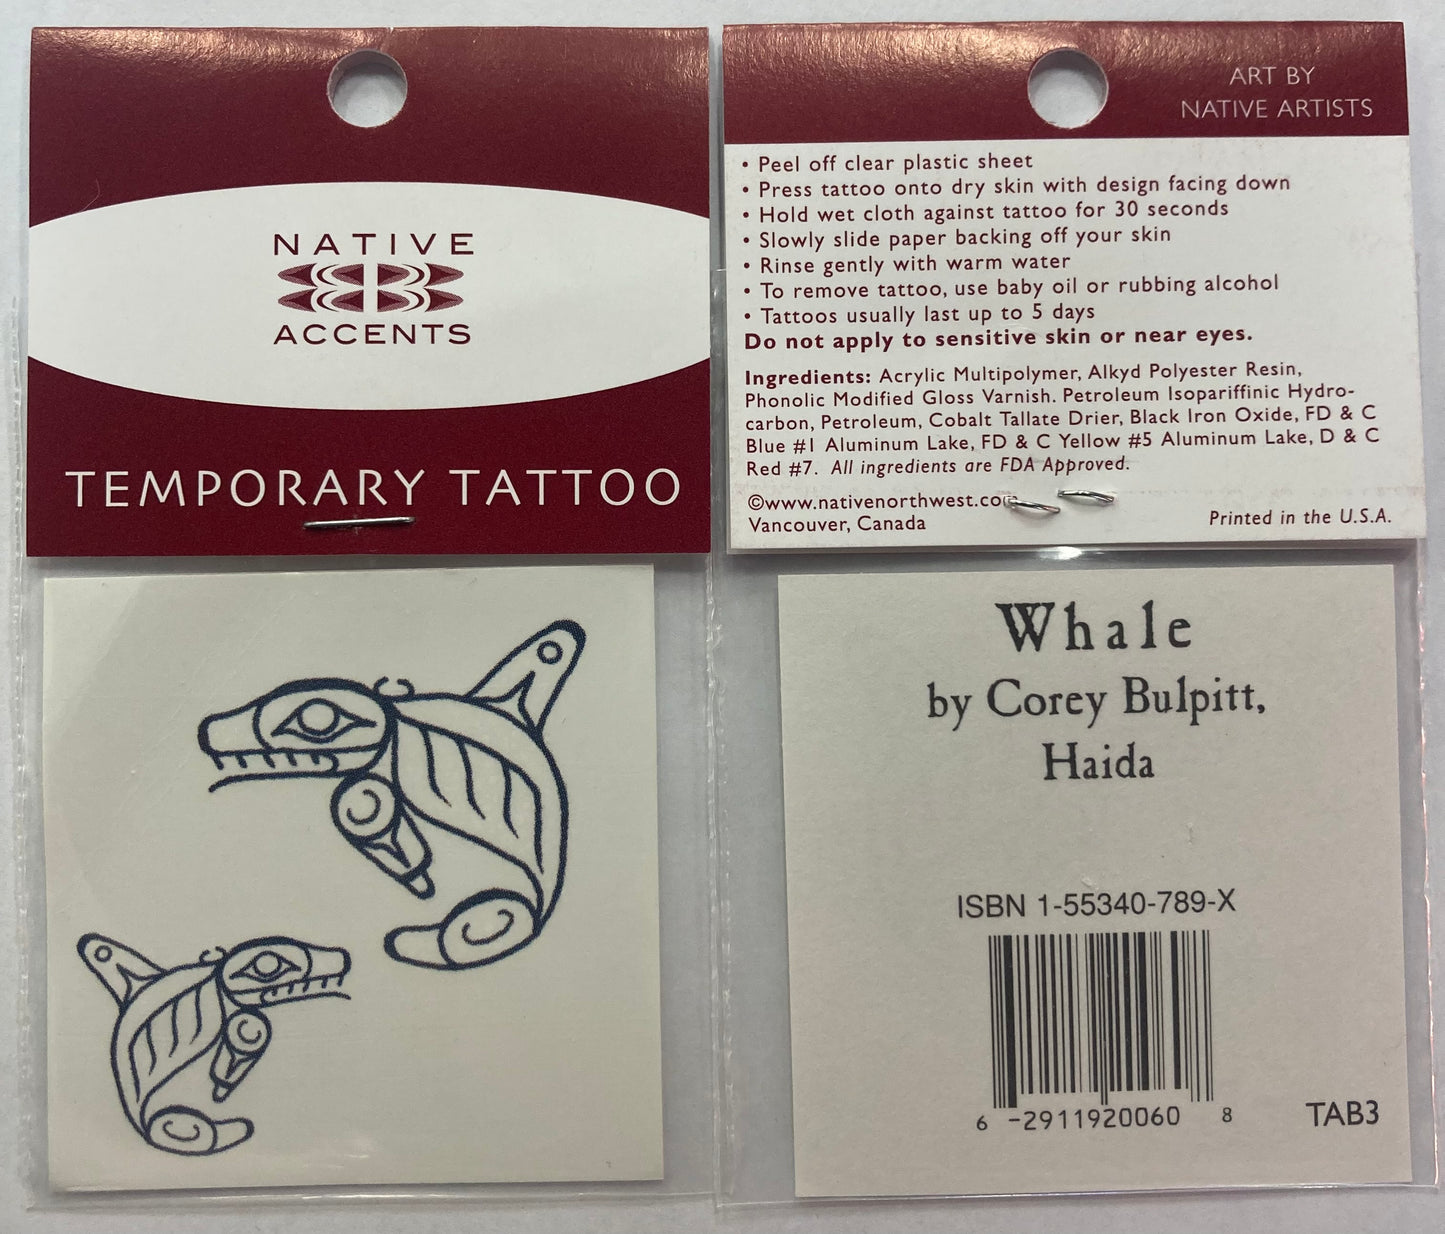 NATIVE
ACCENTS
TEMPORARY TATTOO
ART BY
NATIVE ARTISTS
• Peel off clear plastic sheet
• Press tattoo onto dry skin with design facing down
• Hold wet cloth against tattoo for 30 seconds
• Slowly slide paper backing off your skin
• Rinse gently with warm water
• To remove tattoo, use baby oil or rubbing alcohol
• Tattoos usually last up to 5 days
Do not apply to sensitive skin or near eyes.
Ingredients: Acrylic Multipolymer, Alkyd Polyester Resin,
Phonolic Modified Gloss Varnish. Petroleum Isopariffinic Hydro-
carbon, Petroleum, Cobalt Tallate Drier, Black Iron Oxide, FD & C
Blue #1 Aluminum Lake, FD & C Yellow #5 Aluminum Lake, D & C
Red #7. All ingredients are FDA Approved.
©www.nativenorthwest.com
Vancouver, Canada
Printed in the U.S.A.
Whale
by Corey Bulpitt,
Haida
ISBN 1-55340-789-X
6 -2911920060 8
TAB3